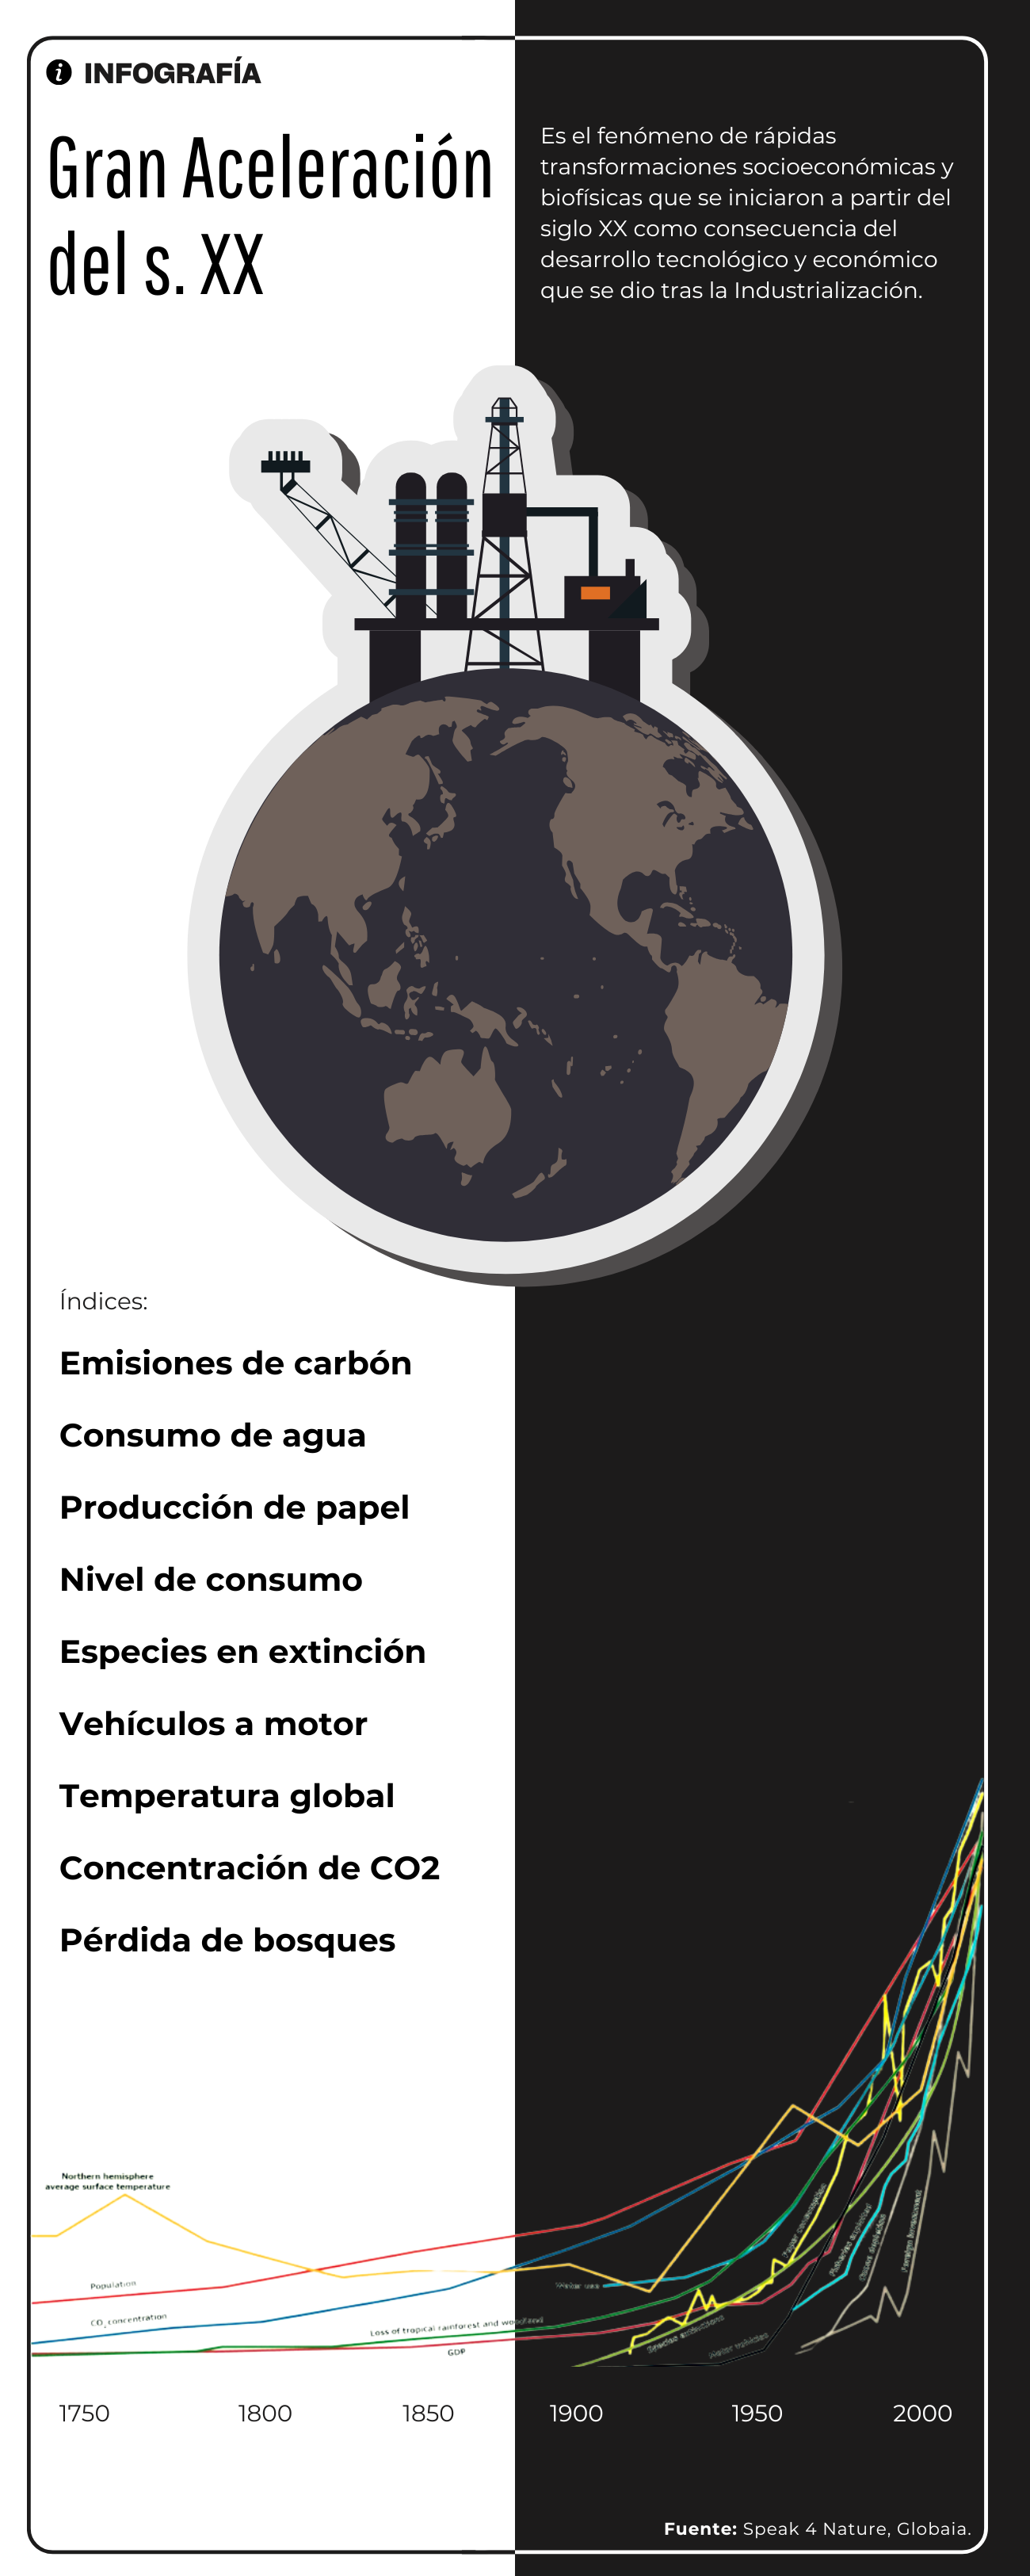 INFOGRAFÍA
Gran Aceleración
del s. XX
Es el fenómeno de rápidas
transformaciones socioeconómicas y
biofísicas que se iniciaron a partir del
siglo XX como consecuencia del
desarrollo tecnológico y económico
que se dio tras la Industrialización.
Índices:
Emisiones de carbón
Consumo de agua
Producción de papel
Nivel de consumo
Especies en extinción
Vehículos a motor
Temperatura global
Concentración de CO2
Pérdida de bosques
Northern hemisphere
average surface temperature
Population
CO2 concentration
Loss of tropical rainforest and woodland
GDP
Water use
Species extinctions
Motor vehicles
Paper consumption
Fisheries exploited
Ozone depletion
Foreign investment
1750 1800 1850 1900 1950 2000
Fuente: Speak 4 Nature, Globaia.